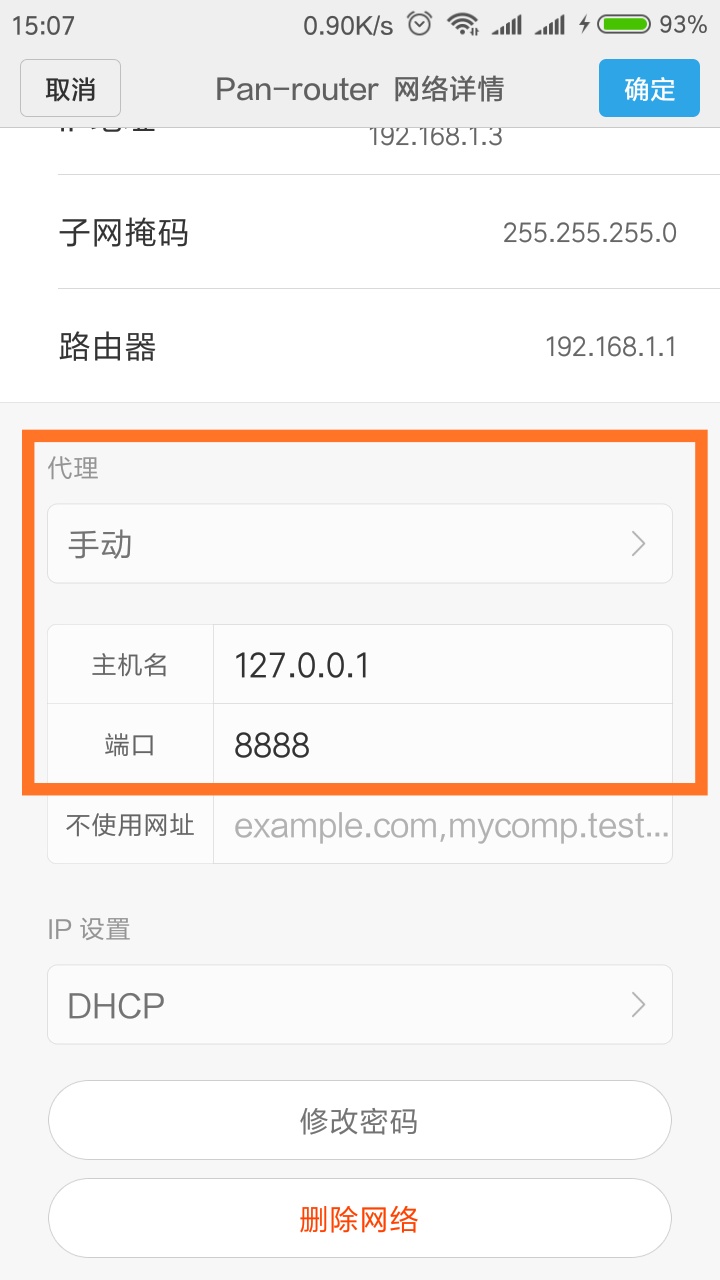 15:07 0.90K/s 93%
取消 Pan-router 网络详情 确定
192.168.1.3
子网掩码 255.255.255.0
路由器 192.168.1.1
代理
手动
主机名 127.0.0.1
端口 8888
不使用网址 example.com,mycomp.test...
IP 设置
DHCP
修改密码
删除网络